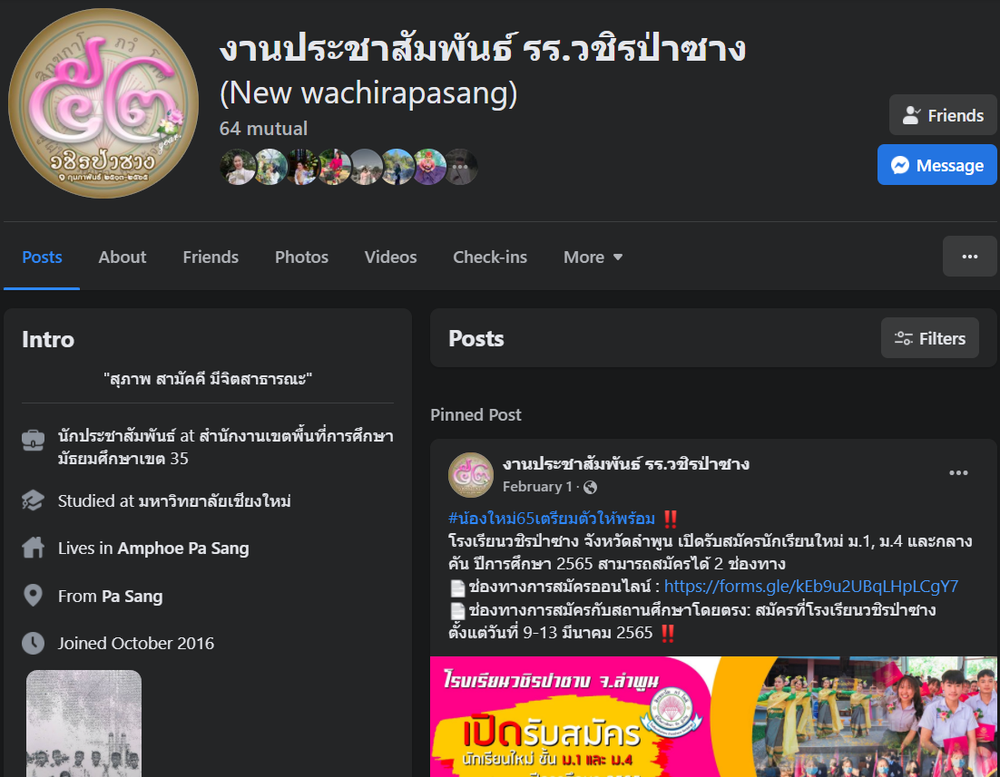 ๕๒
year.
วชิรป่าซาง
กุมภาพันธ์ ๒๕๑๓-๒๕๖๕
งานประชาสัมพันธ์ รร.วชิรป่าซาง
(New wachirapasang)
64 mutual
Friends
Message
Posts
About
Friends
Photos
Videos
Check-ins
More
Intro
"สุภาพ สามัคคี มีจิตสาธารณะ"
นักประชาสัมพันธ์ at สำนักงานเขตพื้นที่การศึกษา
มัธยมศึกษาเขต 35
Studied at มหาวิทยาลัยเชียงใหม่
Lives in Amphoe Pa Sang
From Pa Sang
Joined October 2016
Posts
Filters
Pinned Post
งานประชาสัมพันธ์ รร.วชิรป่าซาง
February 1 ·
#น้องใหม่65เตรียมตัวให้พร้อม ‼️
โรงเรียนวชิรป่าซาง จังหวัดลำพูน เปิดรับสมัครนักเรียนใหม่ ม.1, ม.4 และกลาง
คัน ปีการศึกษา 2565 สามารถสมัครได้ 2 ช่องทาง
📄ช่องทางการสมัครออนไลน์ : https://forms.gle/kEb9u2UBqLHpLCgY7
📄ช่องทางการสมัครกับสถานศึกษาโดยตรง: สมัครที่โรงเรียนวชิรป่าซาง
ตั้งแต่วันที่ 9-13 มีนาคม 2565 ‼️
โรงเรียนวชิรป่าซาง จ.ลำพูน
เปิดรับสมัคร
นักเรียนใหม่ ชั้น ม.1 และ ม.4